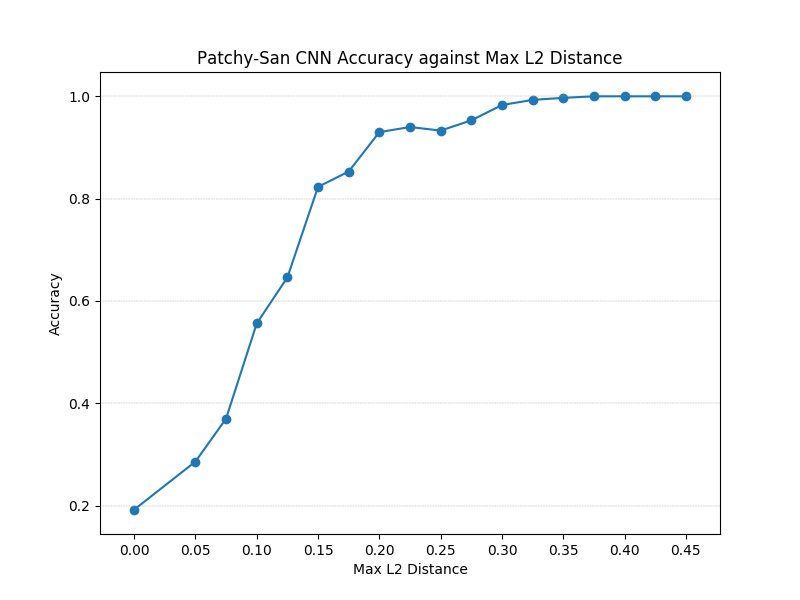 Patchy-San CNN Accuracy against Max L2 Distance
1.0
0.8
0.6
0.4
0.2
Accuracy
0.00 0.05 0.10 0.15 0.20 0.25 0.30 0.35 0.40 0.45
Max L2 Distance